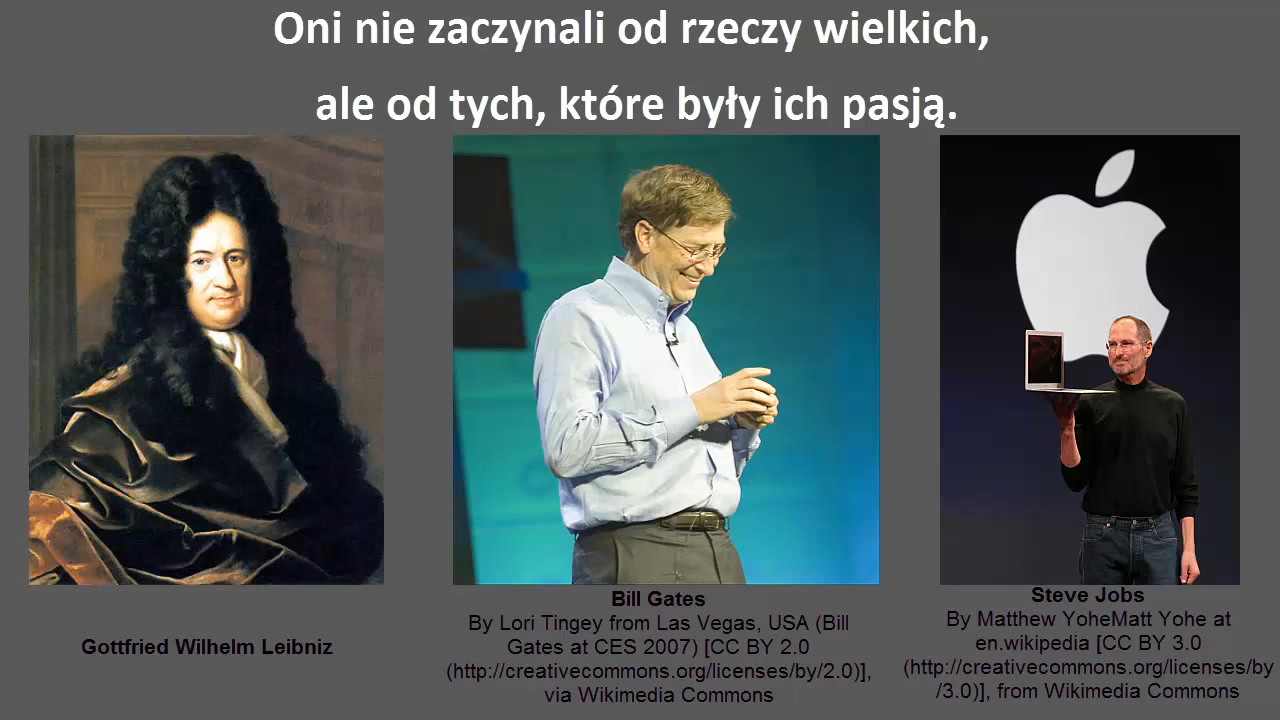 Oni nie zaczynali od rzeczy wielkich,
ale od tych, które były ich pasją.
Gottfried Wilhelm Leibniz
Bill Gates
By Lori Tingey from Las Vegas, USA (Bill
Gates at CES 2007) [CC BY 2.0
(http://creativecommons.org/licenses/by/2.0)],
via Wikimedia Commons
Steve Jobs
By Matthew YoheMatt Yohe at
en.wikipedia [CC BY 3.0
(http://creativecommons.org/licenses/by
/3.0)], from Wikimedia Commons